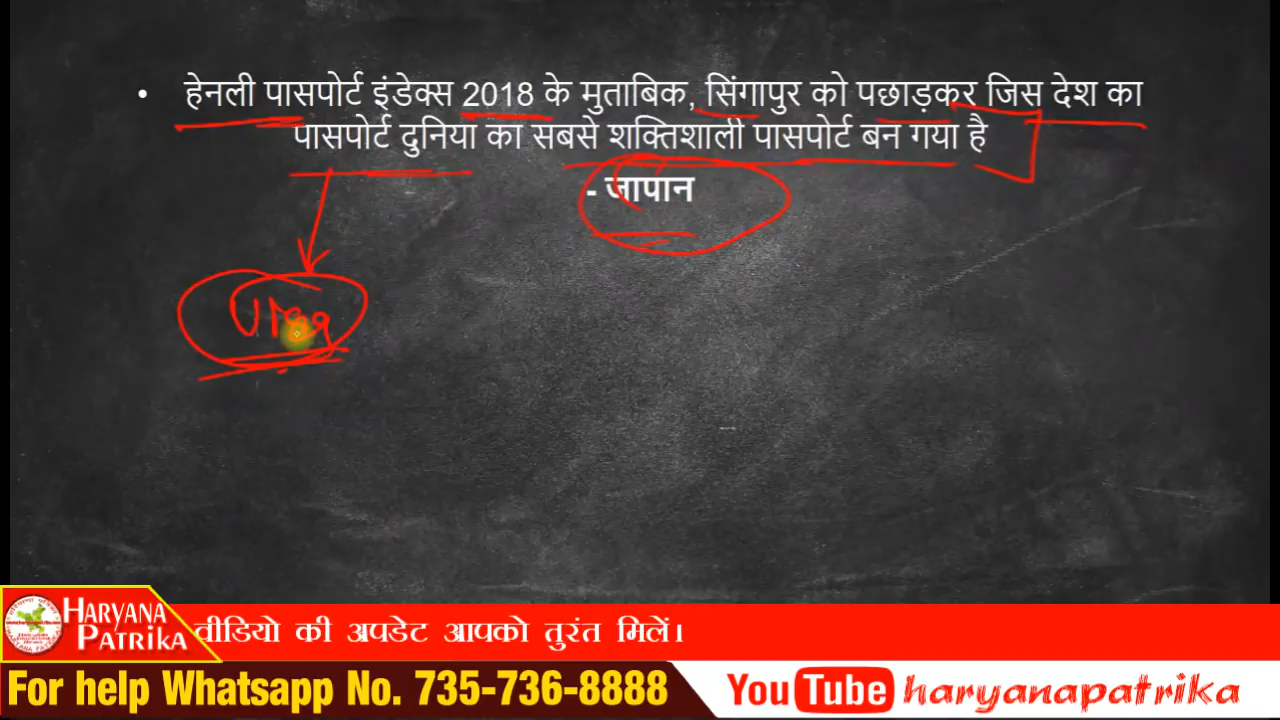 • हेनली पासपोर्ट इंडेक्स 2018 के मुताबिक, सिंगापुर को पछाड़कर जिस देश का
पासपोर्ट दुनिया का सबसे शक्तिशाली पासपोर्ट बन गया है
- जापान
HARYANA
PATRIKA
वीडियो की अपडेट आपको तुरंत मिलें।
For help Whatsapp No. 735-736-8888
YouTube haryanapatrika